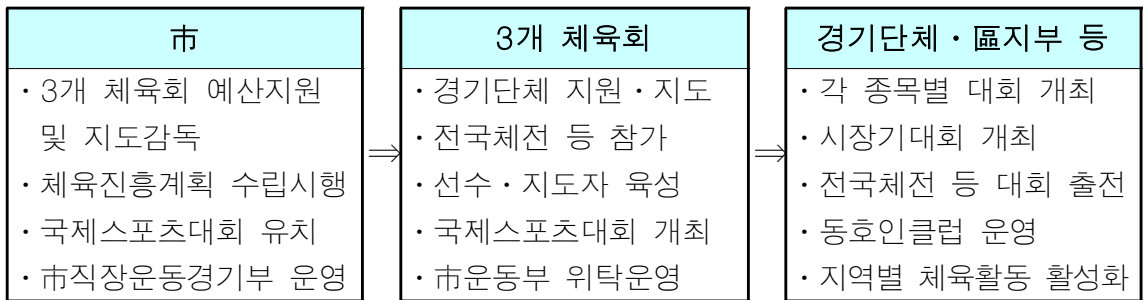 市
· 3개 체육회 예산지원
및 지도감독
· 체육진흥계획 수립시행
· 국제스포츠대회 유치
· 市직장운동경기부 운영
⇒
3개 체육회
· 경기단체 지원 · 지도
· 전국체전 등 참가
· 선수 · 지도자 육성
· 국제스포츠대회 개최
· 市운동부 위탁운영
⇒
경기단체 · 區지부 등
· 각 종목별 대회 개최
· 시장기대회 개최
· 전국체전 등 대회 출전
· 동호인클럽 운영
· 지역별 체육활동 활성화